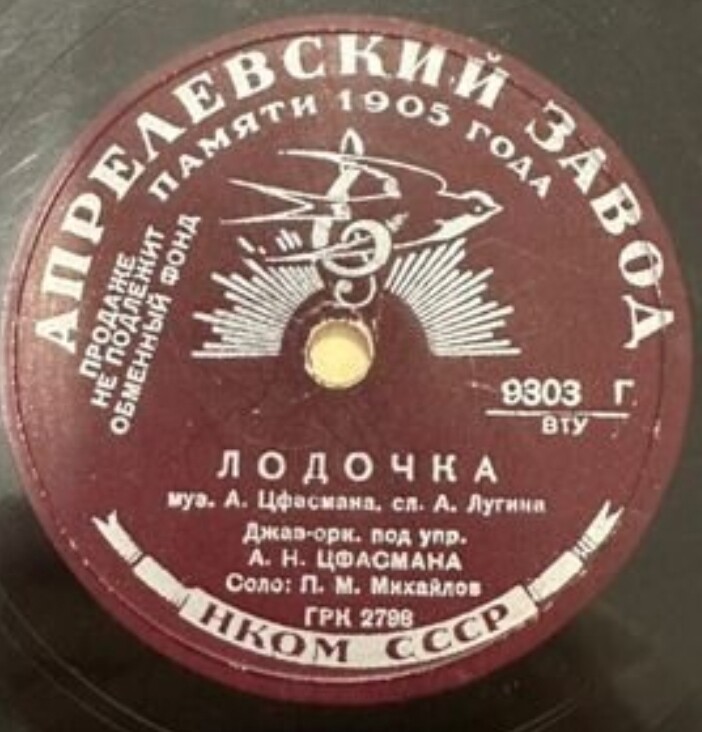 АПРЕЛЕВСКИЙ ЗАВОД
ПАМЯТИ 1905 ГОДА
ПРОДАЖЕ
НЕ ПОДЛЕЖИТ
ОБМЕННЫЙ ФОНД
9303 Г
ВТУ
ЛОДОЧКА
муз. А. Цфасмана, сл. А. Лугина
Джаз-орк. под упр.
А. Н. ЦФАСМАНА
Соло: П. М. Михайлов
ГРК 2798
НКОМ СССР